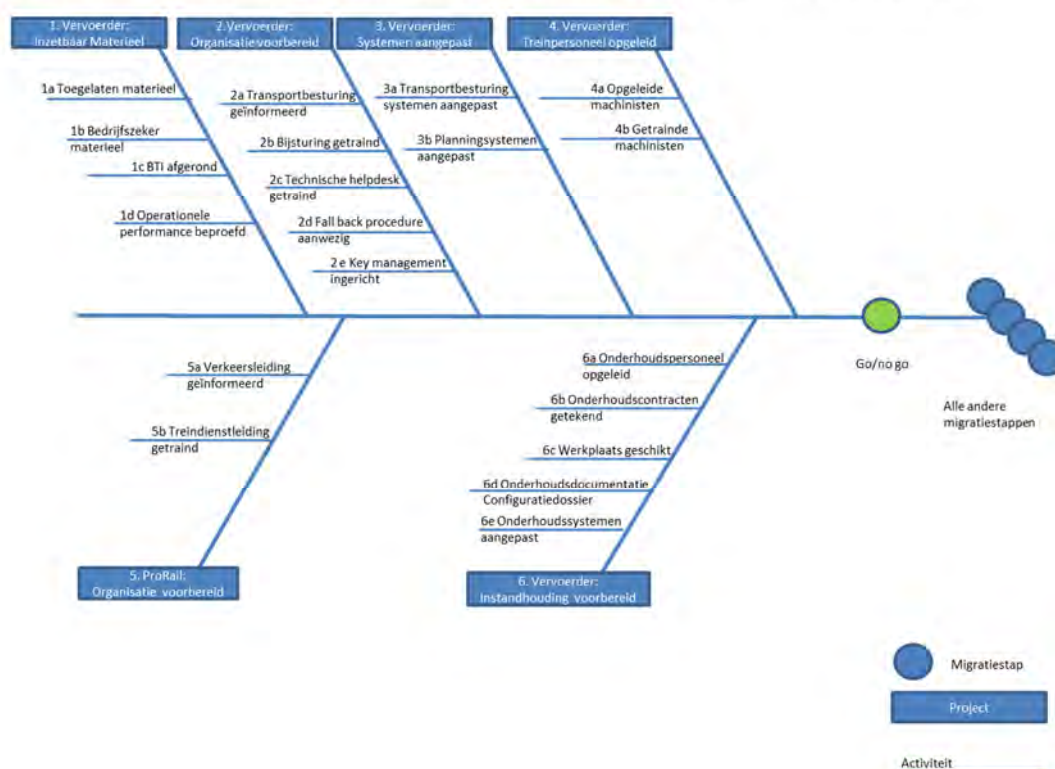 1. Vervoerder:
Inzetbaar Materieel
2.Vervoerder:
Organisatie voorbereid
3. Vervoerder:
Systemen aangepast
4. Vervoerder:
Treinpersoneel opgeleid
1a Toegelaten materieel
1b Bedrijfszeker
materieel
1c BTI afgerond
1d Operationele
performance beproefd
2a Transportbesturing
geïnformeerd
2b Bijsturing getraind
2c Technische helpdesk
getraind
2d Fall back procedure
aanwezig
2e Key management
ingericht
3a Transportbesturing
systemen aangepast
3b Planningsystemen
aangepast
4a Opgeleide
machinisten
4b Getrainde
machinisten
5a Verkeersleiding
geïnformeerd
5b Treindienstleiding
getraind
6a Onderhoudspersoneel
opgeleid
6b Onderhoudscontracten
getekend
6c Werkplaats geschikt
6d Onderhoudsdocumentatie
Configuratiedossier
6e Onderhoudssystemen
aangepast
Go/no go
Alle andere
migratiestappen
5. ProRail:
Organisatie voorbereid
6. Vervoerder:
Instandhouding voorbereid
Migratiestap
Project
Activiteit